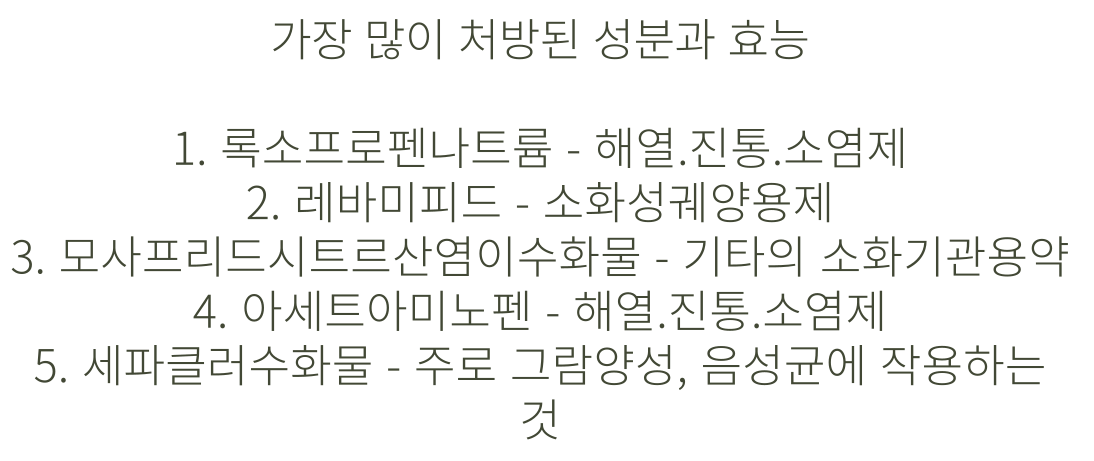 가장 많이 처방된 성분과 효능
1. 록소프로펜나트륨 - 해열.진통.소염제
2. 레바미피드 - 소화성궤양용제
3. 모사프리드시트르산염이수화물 - 기타의 소화기관용약
4. 아세트아미노펜 - 해열.진통.소염제
5. 세파클러수화물 - 주로 그람양성, 음성균에 작용하는
것